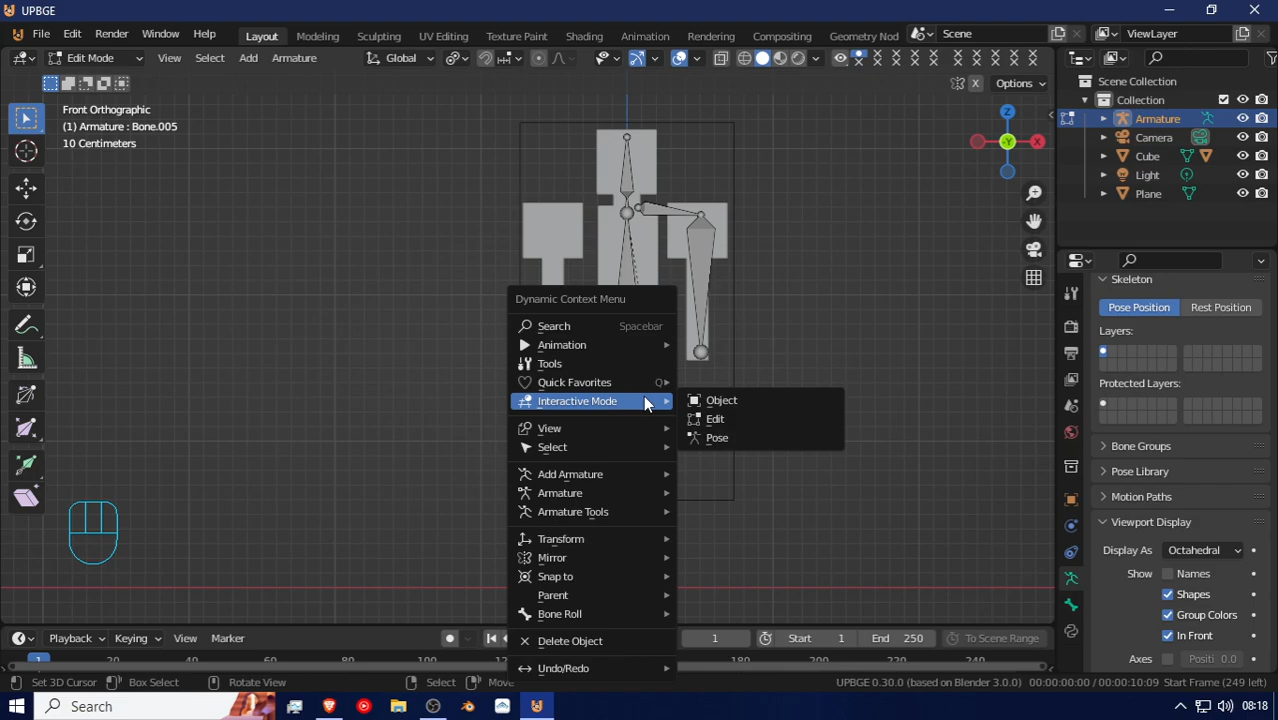 UPBGE
File Edit Render Window Help Layout Modeling Sculpting UV Editing Texture Paint Shading Animation Rendering Compositing Geometry Nod Scene ViewLayer
Edit Mode View Select Add Armature Global
X Options
Front Orthographic
(1) Armature : Bone.005
10 Centimeters
Z
Y
X
Scene Collection
Collection
Armature
Camera
Cube
Light
Plane
Dynamic Context Menu
Search Spacebar
Animation
Tools
Quick Favorites Q
Interactive Mode
View
Select
Add Armature
Armature
Armature Tools
Transform
Mirror
Snap to
Parent
Bone Roll
Delete Object
Undo/Redo
Object
Edit
Pose
Skeleton
Pose Position Rest Position
Layers:
Protected Layers:
Bone Groups
Pose Library
Motion Paths
Viewport Display
Display As Octahedral
Show Names
Shapes
Group Colors
In Front
Axes Positi 0.0
Playback Keying View Marker 1 Start 1 End 250 To Scene Range
1 20 40 60 80 180 200 220 240
Set 3D Cursor Box Select Rotate View Select Move UPBGE 0.30.0 (based on Blender 3.0.0) 00:00:00:00 / 00:00:10:09 Start Frame (249 left)
Search 08:18